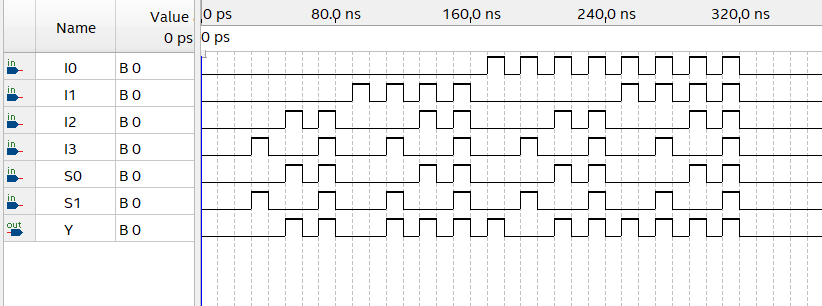 0 ps 80.0 ns 160,0 ns 240,0 ns 320,0 ns
Name Value
0 ps 0 ps
in I0 B 0
in I1 B 0
in I2 B 0
in I3 B 0
in S0 B 0
in S1 B 0
out Y B 0